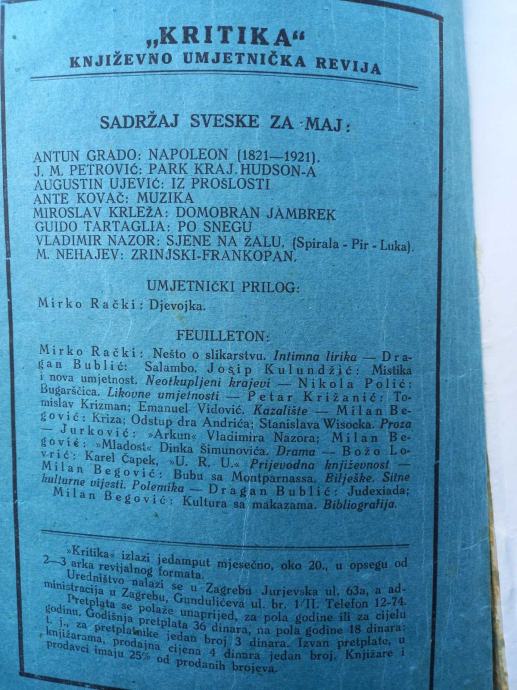 „KRITIKA“
KNJIŽEVNO UMJETNIČKA REVIJA
SADRŽAJ SVESKE ZA MAJ:
ANTUN GRADO: NAPOLEON (1821—1921).
J. M. PETROVIĆ: PARK KRAJ HUDSON-A
AUGUSTIN UJEVIĆ: IZ PROSLOSTI
ANTE KOVAČ: MUZIKA
MIROSLAV KRLEŽA: DOMOBRAN JAMBREK
GUIDO TARTAGLIA: PO SNEGU
VLADIMIR NAZOR: SJENE NA ŽALU. (Spirala - Pir - Luka).
M. NEHAJEV: ZRINJSKI-FRANKOPAN.
UMJETNIČKI PRILOG:
Mirko Rački: Djevojka.
FEUILLETON:
Mirko Rački: Nešto o slikarstvu. Intimna lirika — Dra-
gan Bublić: Salambo. Josip Kulundžić: Mistika
i nova umjetnost. Neotkupljeni krajevi — Nikola Polić:
Bugarščica. Likovne umjetnosti — Petar Križanić: To-
mislav Krizman; Emanuel Vidović. Kazalište — Milan Be-
gović: Kriza; Odstup dra Andrića; Stanislava Wisocka. Proza
— Jurković: »Arkun« Vladimira Nazora; Milan Be-
gović: »Mladost« Dinka Šimunovića. Drama — Božo Lo-
vrić: Karel Čapek, »U. R. U.« Prijevodna književnost —
Milan Begović: Bubu sa Montparnassa. Bilješke. Sitne
kulturne vijesti. Polemika — Dragan Bublić: Judexiada;
Milan Begović: Kultura sa makazama. Bibliografija.
»Kritika« izlazi jedamput mjesečno, oko 20., u opsegu od
2—3 arka revijalnog formata.
Uredništvo nalazi se u Zagrebu Jurjevska ul. 63a, a ad-
ministracija u Zagrebu, Gundulićeva ul. br. 1/II. Telefon 12-74.
Pretplata se polaže unaprijed, za pola godine ili za cijelu
godinu. Godišnja pretplata 36 dinara, na pola godine 18 dinara:
t. j., za pretplatnike jedan broj 3 dinara. Izvan pretplate, u
knjižarama, prodajna cijena 4 dinara jedan broj. Knjižare i
prodavci imaju 25% od prodanih brojeva.